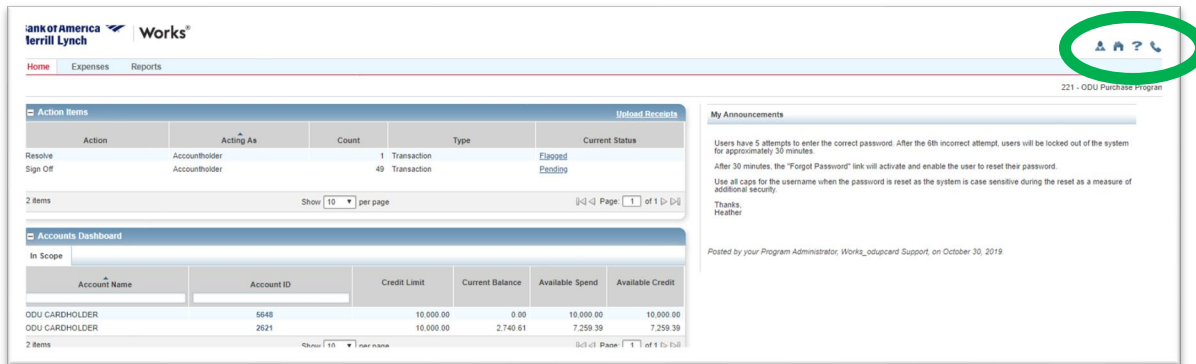 ank of America
Merrill Lynch
Works®
Home Expenses Reports
221 - ODU Purchase Program
Action Items Upload Receipts
Action Acting As Count Type Current Status
Resolve Accountholder 1 Transaction Flagged
Sign Off Accountholder 49 Transaction Pending
2 items Show 10 per page Page: 1 of 1
Accounts Dashboard
In Scope
Account Name Account ID Credit Limit Current Balance Available Spend Available Credit
ODU CARDHOLDER 5648 10,000.00 0.00 10,000.00 10,000.00
ODU CARDHOLDER 2621 10,000.00 2,740.61 7,259.39 7,259.39
2 items Show 10 per page Page: 1 of 1
My Announcements
Users have 5 attempts to enter the correct password. After the 6th incorrect attempt, users will be locked out of the system
for approximately 30 minutes.
After 30 minutes, the "Forgot Password" link will activate and enable the user to reset their password.
Use all caps for the username when the password is reset as the system is case sensitive during the reset as a measure of
additional security.
Thanks,
Heather
Posted by your Program Administrator, Works_odupcard Support, on October 30, 2019.